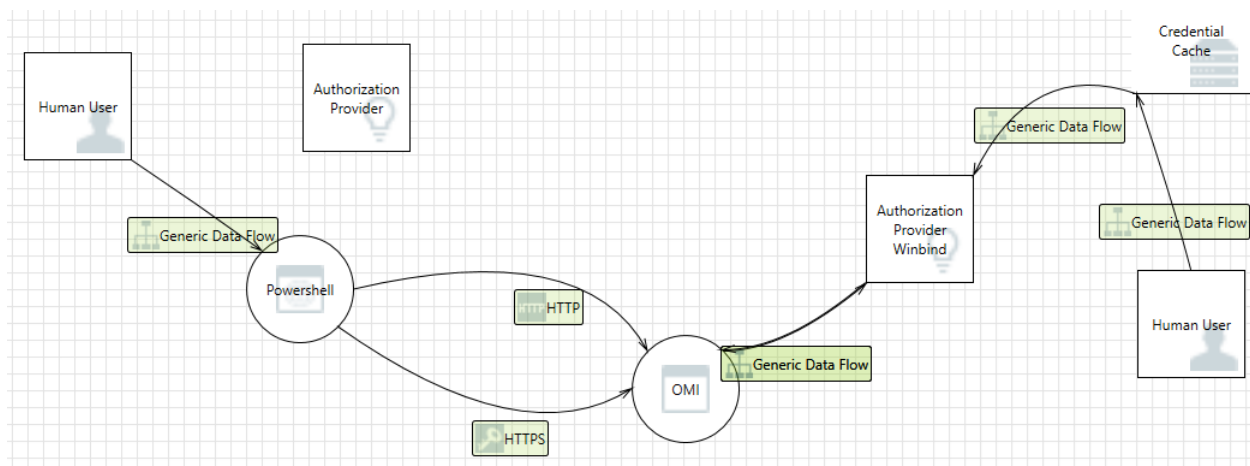 Credential
Cache
Human User
Authorization
Provider
Generic Data Flow
Authorization
Provider
Winbind
Generic Data Flow
Generic Data Flow
Powershell
HTTP
HTTP
Human User
Generic Data Flow
OMI
HTTPS